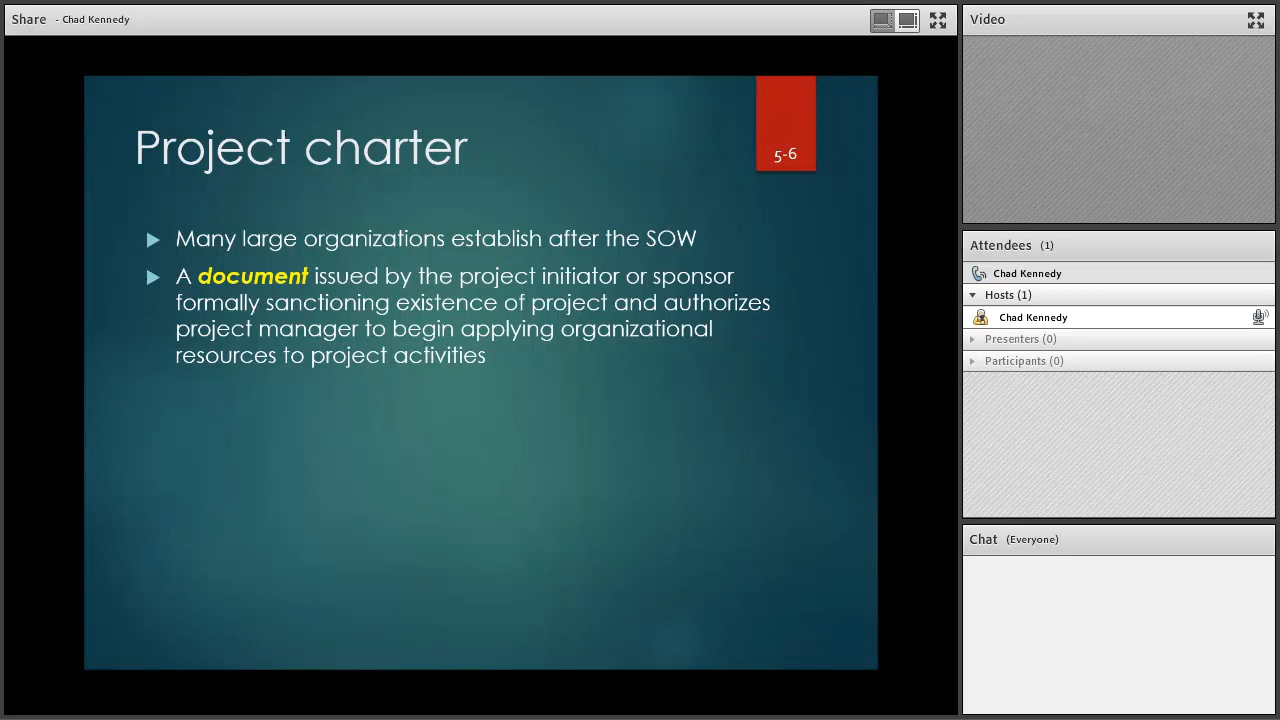 Share - Chad Kennedy
Project charter
5-6
Many large organizations establish after the SOW
A document issued by the project initiator or sponsor
formally sanctioning existence of project and authorizes
project manager to begin applying organizational
resources to project activities
Video
Attendees (1)
Chad Kennedy
Hosts (1)
Chad Kennedy
Presenters (0)
Participants (0)
Chat (Everyone)